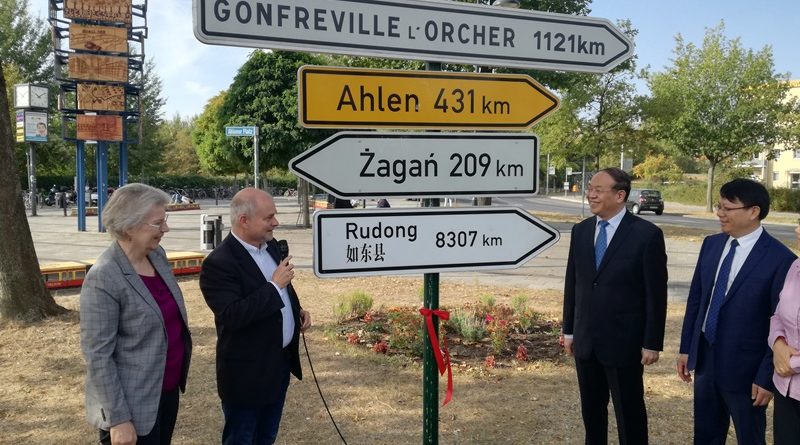 GONFREVILLE L'ORCHER 1121km
Ahlen 431 km
Żagań 209 km
Rudong 8307 km
如东县